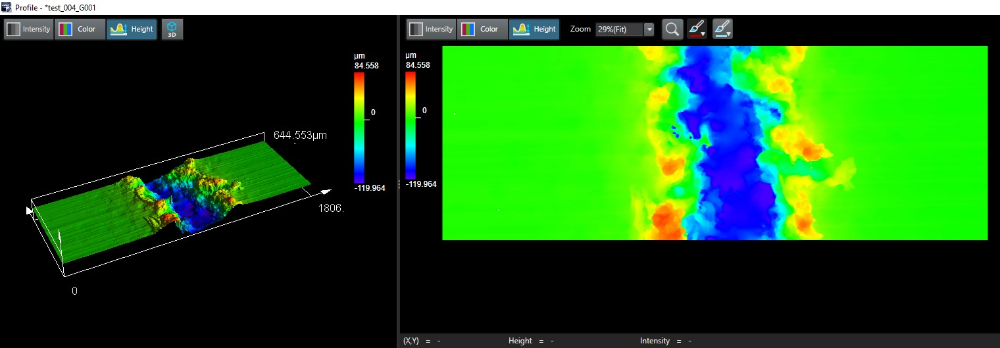 Profile - *test_004_G001
Intensity Color Height 3D
Intensity Color Height Zoom 29%(Fit)
µm
84.558
0
-119.964
644.553µm
1806.
0
µm
84.558
0
-119.964
(X,Y) = - Height = - Intensity = -